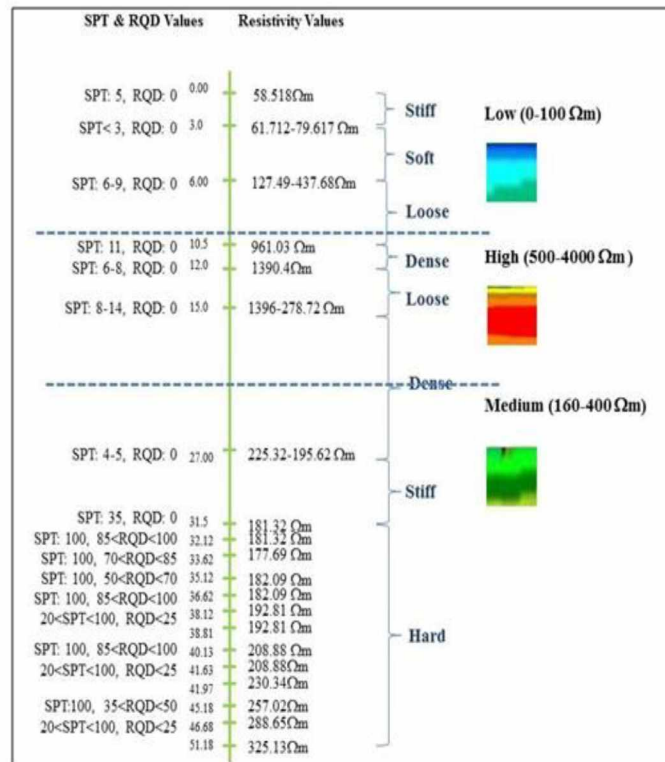 SPT & RQD Values Resistivity Values
SPT: 5, RQD: 0 0.00 58.518Ωm
Stiff
Low (0-100 Ωm)
SPT< 3, RQD: 0 3.0 61.712-79.617 Ωm
Soft
SPT: 6-9, RQD: 0 6.00 127.49-437.68Ωm
Loose
SPT: 11, RQD: 0 10.5 961.03 Ωm
Dense
High (500-4000 Ωm)
SPT: 6-8, RQD: 0 12.0 1390.4Ωm
Loose
SPT: 8-14, RQD: 0 15.0 1396-278.72 Ωm
Dense
Medium (160-400 Ωm)
SPT: 4-5, RQD: 0 27.00 225.32-195.62 Ωm
Stiff
SPT: 35, RQD: 0 31.5 181.32 Ωm
SPT: 100, 85<RQD<100 32.12 181.32 Ωm
SPT: 100, 70<RQD<85 33.62 177.69 Ωm
SPT: 100, 50<RQD<70 35.12 182.09 Ωm
SPT: 100, 85<RQD<100 36.62 182.09 Ωm
20<SPT<100, RQD<25 38.12 192.81 Ωm
38.81 192.81 Ωm
Hard
SPT: 100, 85<RQD<100 40.13 208.88 Ωm
20<SPT<100, RQD<25 41.63 208.88Ωm
41.97 230.34Ωm
SPT:100, 35<RQD<50 45.18 257.02Ωm
20<SPT<100, RQD<25 46.68 288.65Ωm
51.18 325.13Ωm